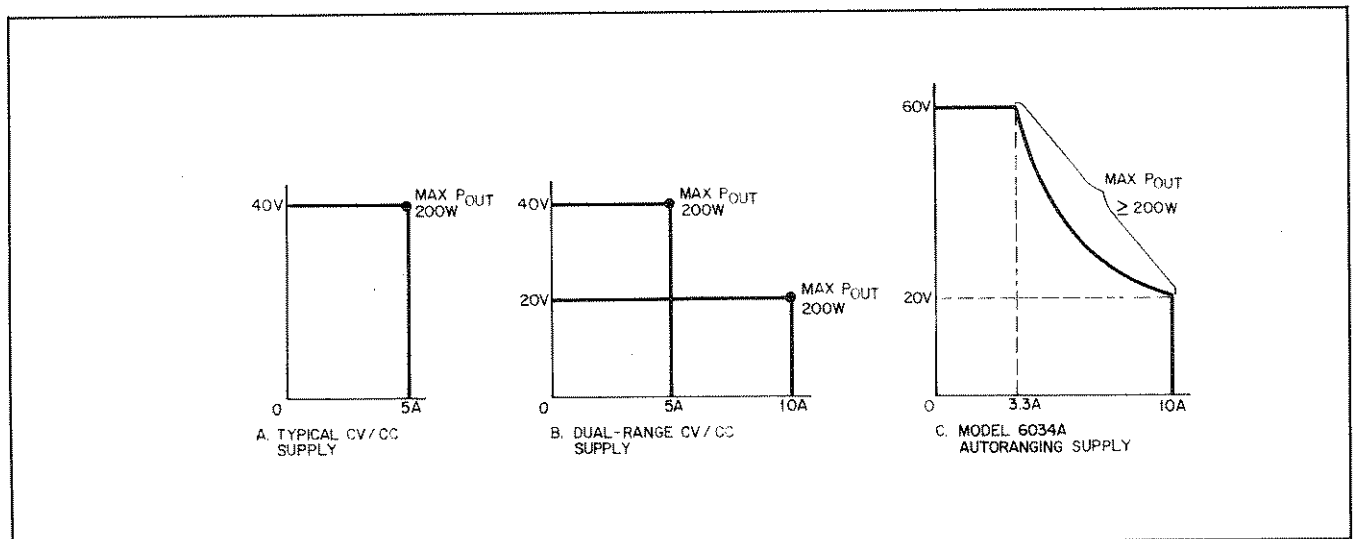 40V
MAX POUT
200W
0
5A
A. TYPICAL CV/CC
SUPPLY
40V
MAX POUT
200W
20V
MAX POUT
200W
0
5A
10A
B. DUAL-RANGE CV/CC
SUPPLY
60V
MAX POUT
≥ 200W
20V
0
3.3A
10A
C. MODEL 6034A
AUTORANGING SUPPLY